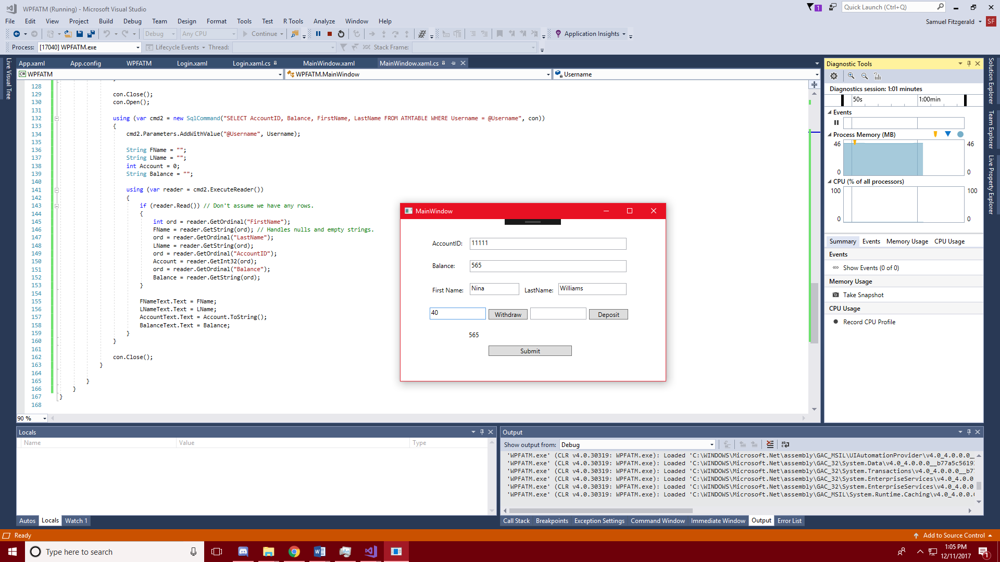 WPFATM (Running) - Microsoft Visual Studio
1
Quick Launch (Ctrl+Q)
File Edit View Project Build Debug Team Design Format Tools Test R Tools Analyze Window Help
Samuel Fitzgerald SF
Debug Any CPU Continue Application Insights
Process: [17040] WPFATM.exe Lifecycle Events Thread: Stack Frame:
Live Visual Tree
App.xaml App.config WPFATM Login.xaml Login.xaml.cs MainWindow.xaml MainWindow.xaml.cs
C# WPFATM WPFATM.MainWindow Username
128
129 con.Close();
130 con.Open();
131
132 using (var cmd2 = new SqlCommand("SELECT AccountID, Balance, FirstName, LastName FROM ATMTABLE WHERE Username = @Username", con))
133 {
134 cmd2.Parameters.AddWithValue("@Username", Username);
135
136 String FName = "";
137 String LName = "";
138 int Account = 0;
139 String Balance = "";
140
141 using (var reader = cmd2.ExecuteReader())
142 {
143 if (reader.Read()) // Don't assume we have any rows.
144 {
145 int ord = reader.GetOrdinal("FirstName");
146 FName = reader.GetString(ord); // Handles nulls and empty strings.
147 ord = reader.GetOrdinal("LastName");
148 LName = reader.GetString(ord);
149 ord = reader.GetOrdinal("AccountID");
150 Account = reader.GetInt32(ord);
151 ord = reader.GetOrdinal("Balance");
152 Balance = reader.GetString(ord);
153 }
154
155 FNameText.Text = FName;
156 LNameText.Text = LName;
157 AccountText.Text = Account.ToString();
158 BalanceText.Text = Balance;
159 }
160 }
161
162 con.Close();
163 }
164
165 }
166 }
167 }
168
90 %
MainWindow
AccountID: 11111
Balance: 565
First Name: Nina LastName: Williams
40 Withdraw Deposit
565
Submit
Diagnostic Tools
Diagnostics session: 1:01 minutes
50s 1:00min
Events
Process Memory (MB)
46 46
0 0
CPU (% of all processors)
100 100
0 0
Summary Events Memory Usage CPU Usage
Events
Show Events (0 of 0)
Memory Usage
Take Snapshot
CPU Usage
Record CPU Profile
Solution Explorer
Team Explorer
Live Property Explorer
Locals
Name Value Type
Autos Locals Watch 1
Output
Show output from: Debug
'WPFATM.exe' (CLR v4.0.30319: WPFATM.exe): Loaded 'C:\WINDOWS\Microsoft.Net\assembly\GAC_MSIL\UIAutomationProvider\v4.0_4.0.0.0_
'WPFATM.exe' (CLR v4.0.30319: WPFATM.exe): Loaded 'C:\WINDOWS\Microsoft.Net\assembly\GAC_32\System.Data\v4.0_4.0.0.0__b77a5c5619
'WPFATM.exe' (CLR v4.0.30319: WPFATM.exe): Loaded 'C:\WINDOWS\Microsoft.Net\assembly\GAC_32\System.Transactions\v4.0_4.0.0.0__b7
'WPFATM.exe' (CLR v4.0.30319: WPFATM.exe): Loaded 'C:\WINDOWS\Microsoft.Net\assembly\GAC_32\System.EnterpriseServices\v4.0_4.0.0
'WPFATM.exe' (CLR v4.0.30319: WPFATM.exe): Loaded 'C:\WINDOWS\Microsoft.Net\assembly\GAC_32\System.EnterpriseServices\v4.0_4.0.0
'WPFATM.exe' (CLR v4.0.30319: WPFATM.exe): Loaded 'C:\WINDOWS\Microsoft.Net\assembly\GAC_MSIL\System.Runtime.Caching\v4.0_4.0.0.
Call Stack Breakpoints Exception Settings Command Window Immediate Window Output Error List
Ready Add to Source Control
Type here to search
1:05 PM
12/11/2017
1